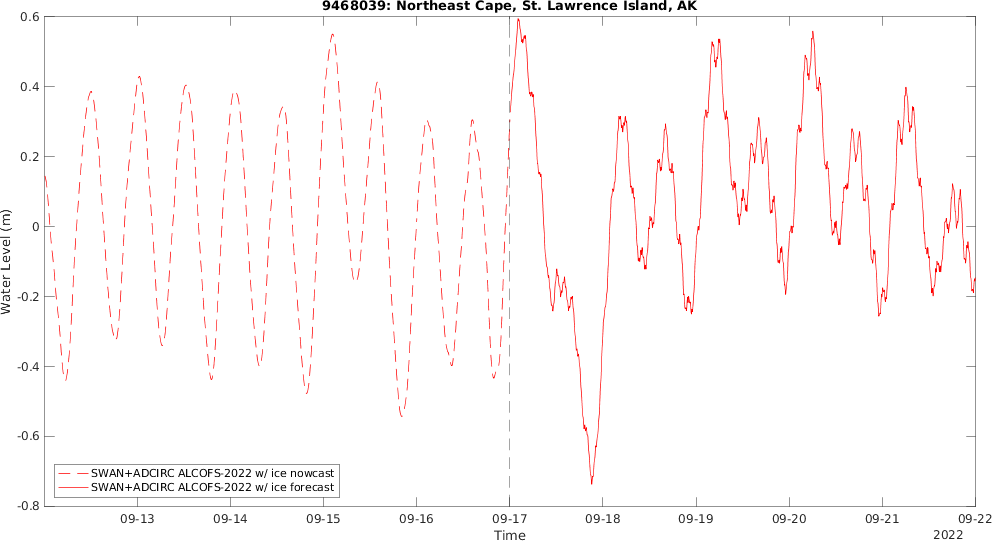 9468039: Northeast Cape, St. Lawrence Island, AK
Water Level (m)
0.6
0.4
0.2
0
-0.2
-0.4
-0.6
-0.8
SWAN+ADCIRC ALCOFS-2022 w/ ice nowcast
SWAN+ADCIRC ALCOFS-2022 w/ ice forecast
09-13 09-14 09-15 09-16 09-17 09-18 09-19 09-20 09-21 09-22
Time
2022